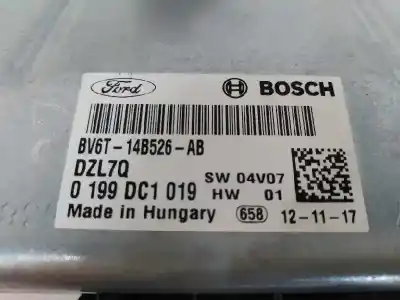 Ford BOSCH
BV6T-14B526-AB
DZL7Q SW 04V07
0 199 DC1 019 HW 01
Made in Hungary 658 12-11-17